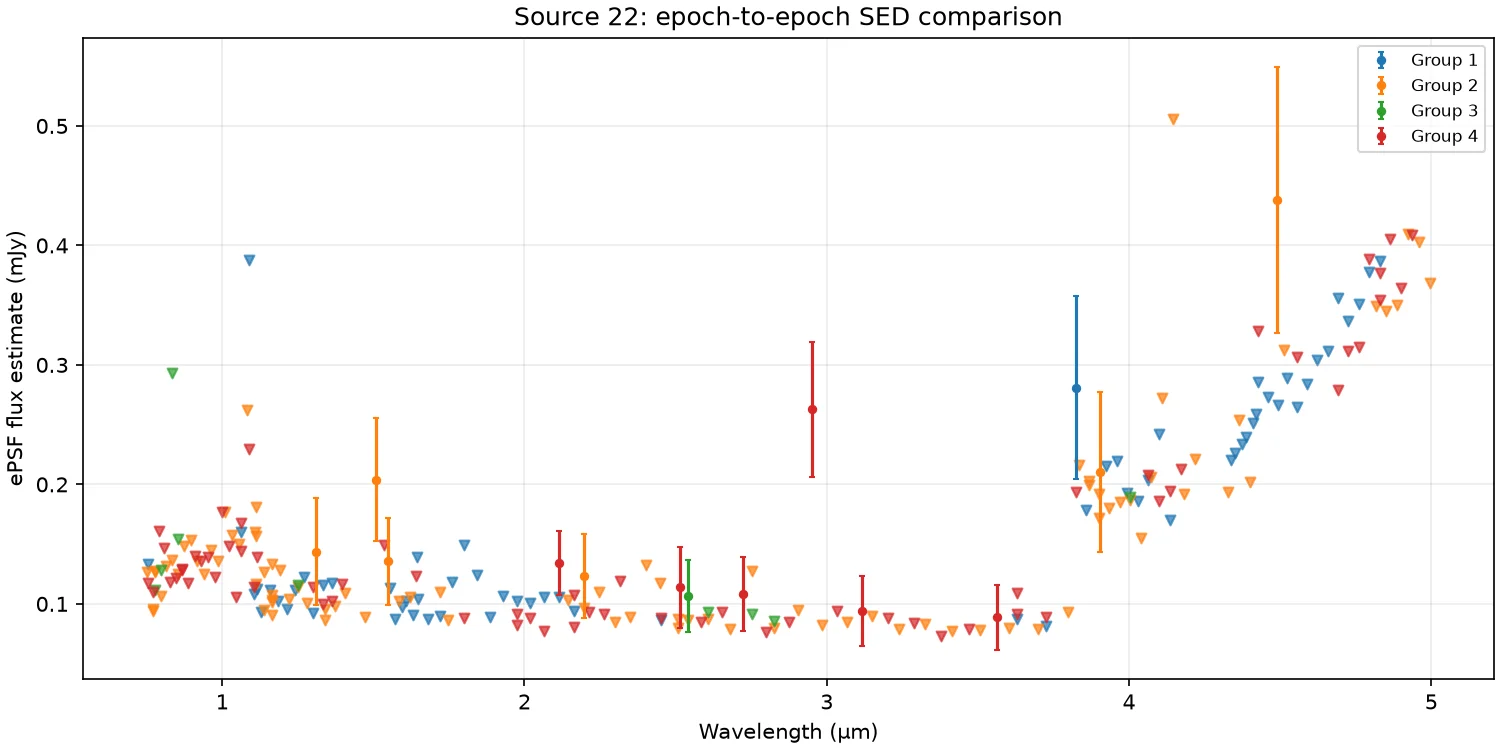 Source 22: epoch-to-epoch SED comparison
ePSF flux estimate (mJy)
0.5
0.4
0.3
0.2
0.1
Group 1
Group 2
Group 3
Group 4
1 2 3 4 5
Wavelength (μm)